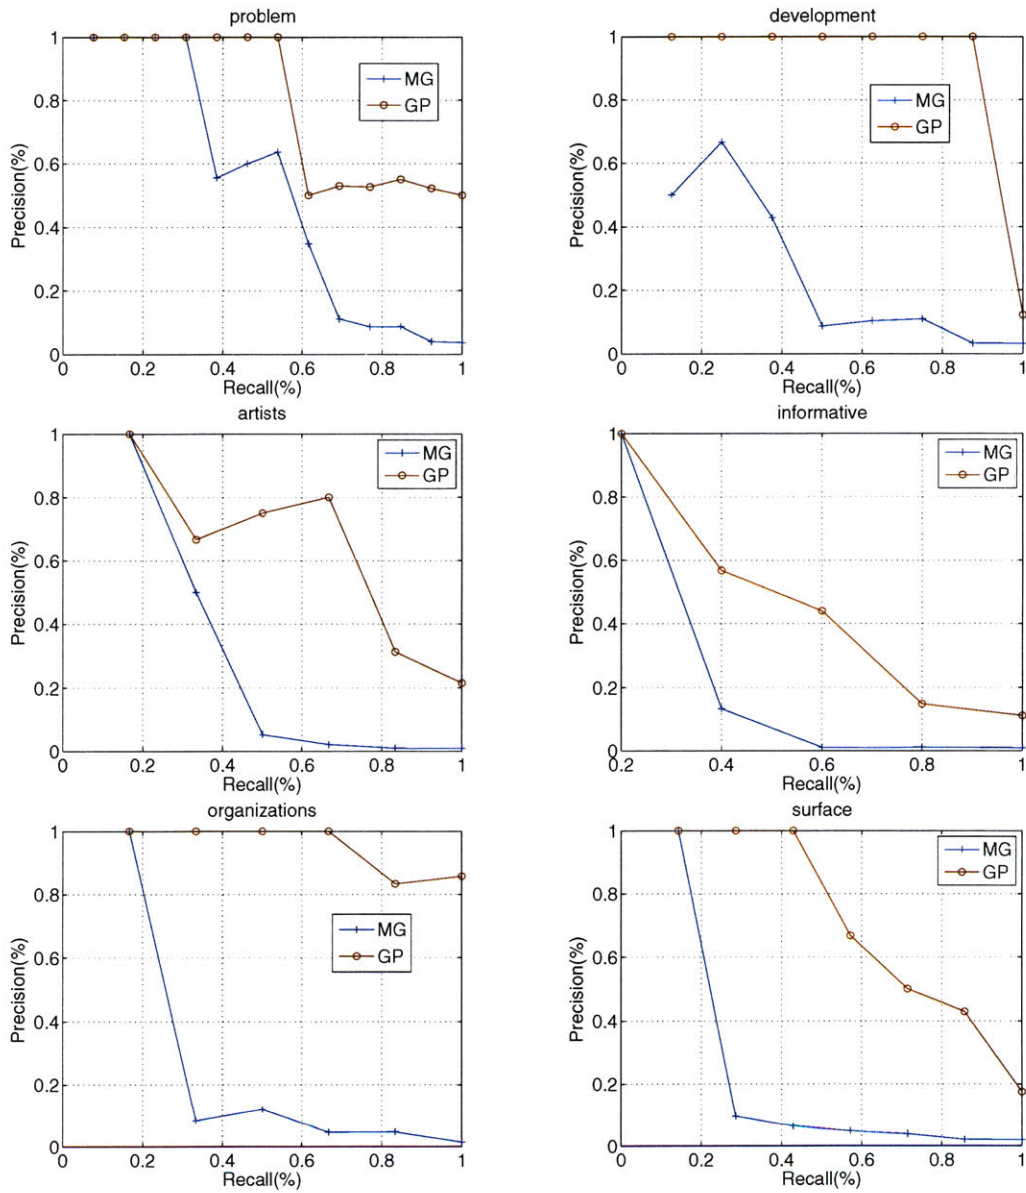 problem
1
0.8
0.6
0.4
0.2
0
Precision(%)
MG
GP
0 0.2 0.4 0.6 0.8 1
Recall(%)
development
1
0.8
0.6
0.4
0.2
0
Precision(%)
MG
GP
0 0.2 0.4 0.6 0.8 1
Recall(%)
artists
1
0.8
0.6
0.4
0.2
0
Precision(%)
MG
GP
0 0.2 0.4 0.6 0.8 1
Recall(%)
informative
1
0.8
0.6
0.4
0.2
0
Precision(%)
MG
GP
0.2 0.4 0.6 0.8 1
Recall(%)
organizations
1
0.8
0.6
0.4
0.2
0
Precision(%)
MG
GP
0 0.2 0.4 0.6 0.8 1
Recall(%)
surface
1
0.8
0.6
0.4
0.2
0
Precision(%)
MG
GP
0 0.2 0.4 0.6 0.8 1
Recall(%)